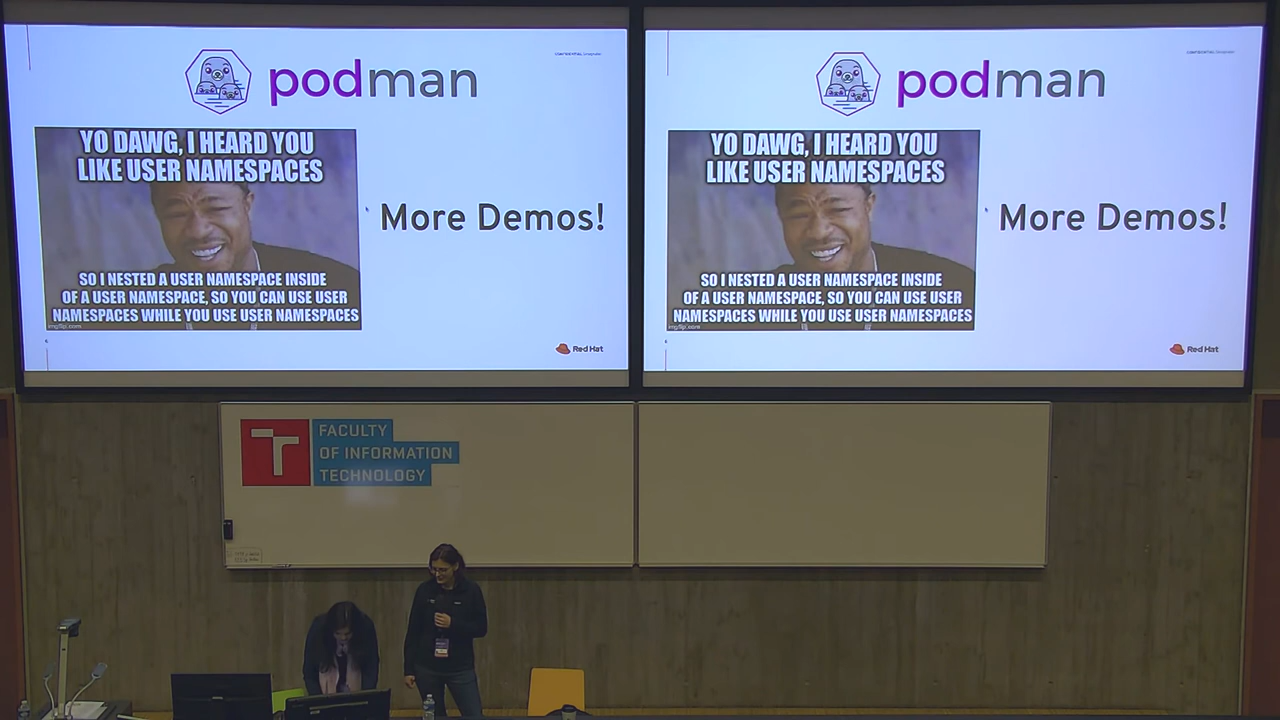 CONFIDENTIAL
podman
YO DAWG, I HEARD YOU
LIKE USER NAMESPACES
SO I NESTED A USER NAMESPACE INSIDE
OF A USER NAMESPACE, SO YOU CAN USE USER
NAMESPACES WHILE YOU USE USER NAMESPACES
imgflip.com
More Demos!
Red Hat
CONFIDENTIAL
podman
YO DAWG, I HEARD YOU
LIKE USER NAMESPACES
SO I NESTED A USER NAMESPACE INSIDE
OF A USER NAMESPACE, SO YOU CAN USE USER
NAMESPACES WHILE YOU USE USER NAMESPACES
imgflip.com
More Demos!
Red Hat
FACULTY
OF INFORMATION
TECHNOLOGY